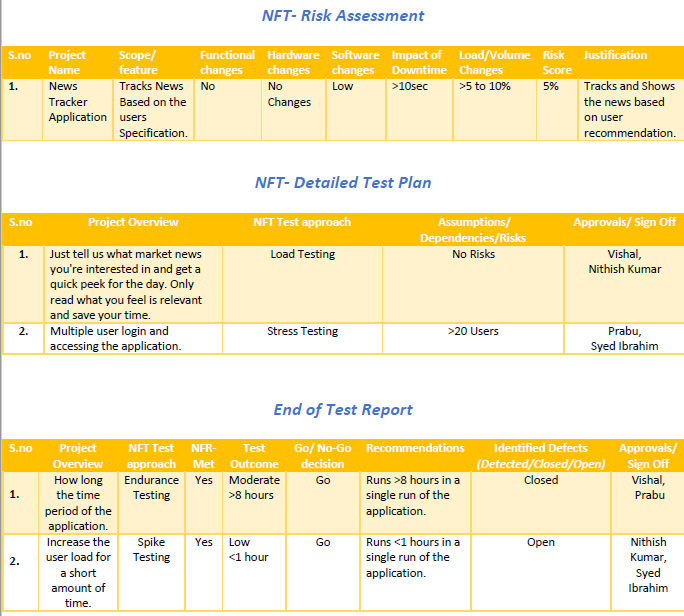 NFT- Risk Assessment
S.no Project Name Scope/ feature Functional changes Hardware changes Software changes Impact of Downtime Load/Volume Changes Risk Score Justification
1. News Tracker Application Tracks News Based on the users Specification. No No Changes Low >10sec >5 to 10% 5% Tracks and Shows the news based on user recommendation.
NFT- Detailed Test Plan
S.no Project Overview NFT Test approach Assumptions/ Dependencies/Risks Approvals/ Sign Off
1. Just tell us what market news you're interested in and get a quick peek for the day. Only read what you feel is relevant and save your time. Load Testing No Risks Vishal, Nithish Kumar
2. Multiple user login and accessing the application. Stress Testing >20 Users Prabu, Syed Ibrahim
End of Test Report
S.no Project Overview NFT Test approach NFR- Met Test Outcome Go/ No-Go decision Recommendations Identified Defects (Detected/Closed/Open) Approvals/ Sign Off
1. How long the time period of the application. Endurance Testing Yes Moderate >8 hours Go Runs >8 hours in a single run of the application. Closed Vishal, Prabu
2. Increase the user load for a short amount of time. Spike Testing Yes Low <1 hour Go Runs <1 hours in a single run of the application. Open Nithish Kumar, Syed Ibrahim